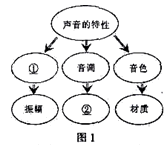 声音的特性
① 音调 音色
振幅 ② 材质
图1